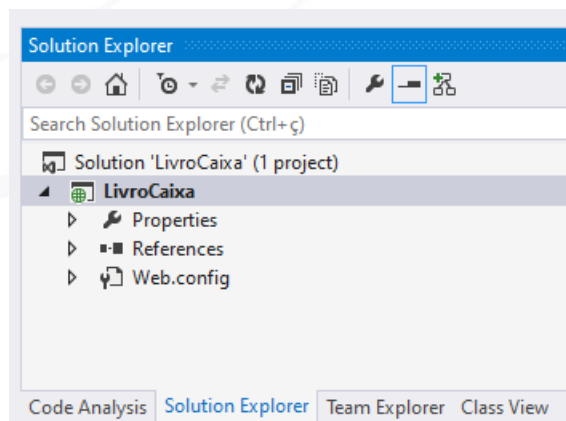 Solution Explorer
Search Solution Explorer (Ctrl+ç)
Solution 'LivroCaixa' (1 project)
LivroCaixa
Properties
References
Web.config
Code Analysis Solution Explorer Team Explorer Class View